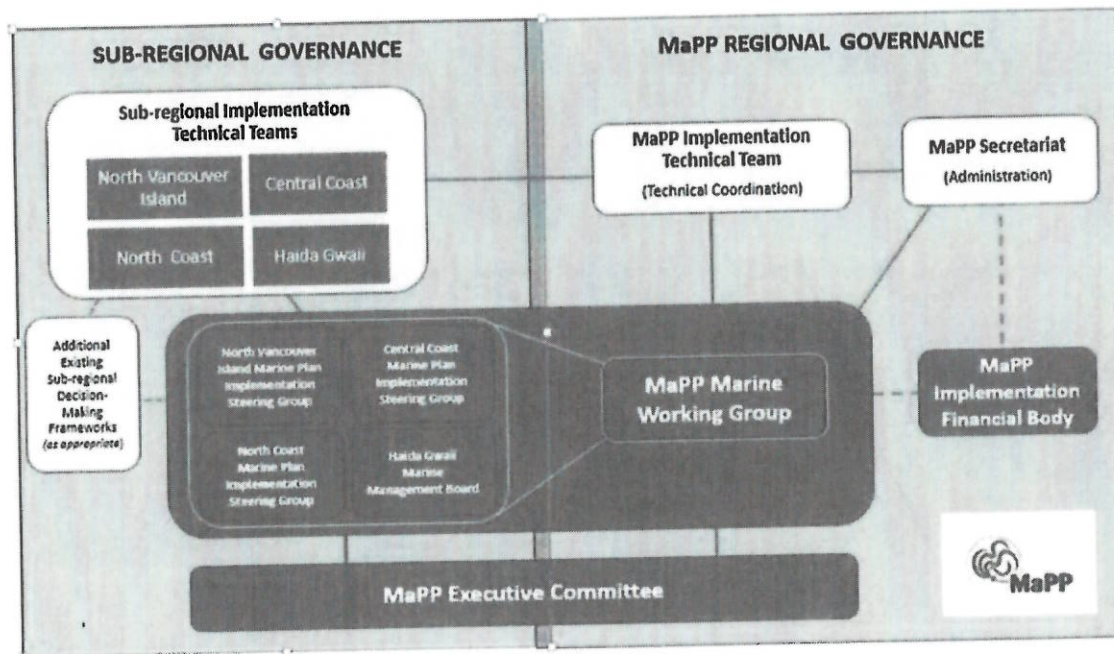 SUB-REGIONAL GOVERNANCE
MaPP REGIONAL GOVERNANCE
Sub-regional Implementation
Technical Teams
North Vancouver
Island
Central Coast
North Coast
Haida Gwaii
MaPP Implementation
Technical Team
(Technical Coordination)
MaPP Secretariat
(Administration)
Additional
Existing
Sub-regional
Decision-
Making
Frameworks
(as appropriate)
North Vancouver
Island Marine Plan
Implementation
Steering Group
Central Coast
Marine Plan
Implementation
Steering Group
North Coast
Marine Plan
Implementation
Steering Group
Haida Gwaii
Marine
Management Board
MaPP Marine
Working Group
MaPP
Implementation
Financial Body
MaPP Executive Committee
MaPP